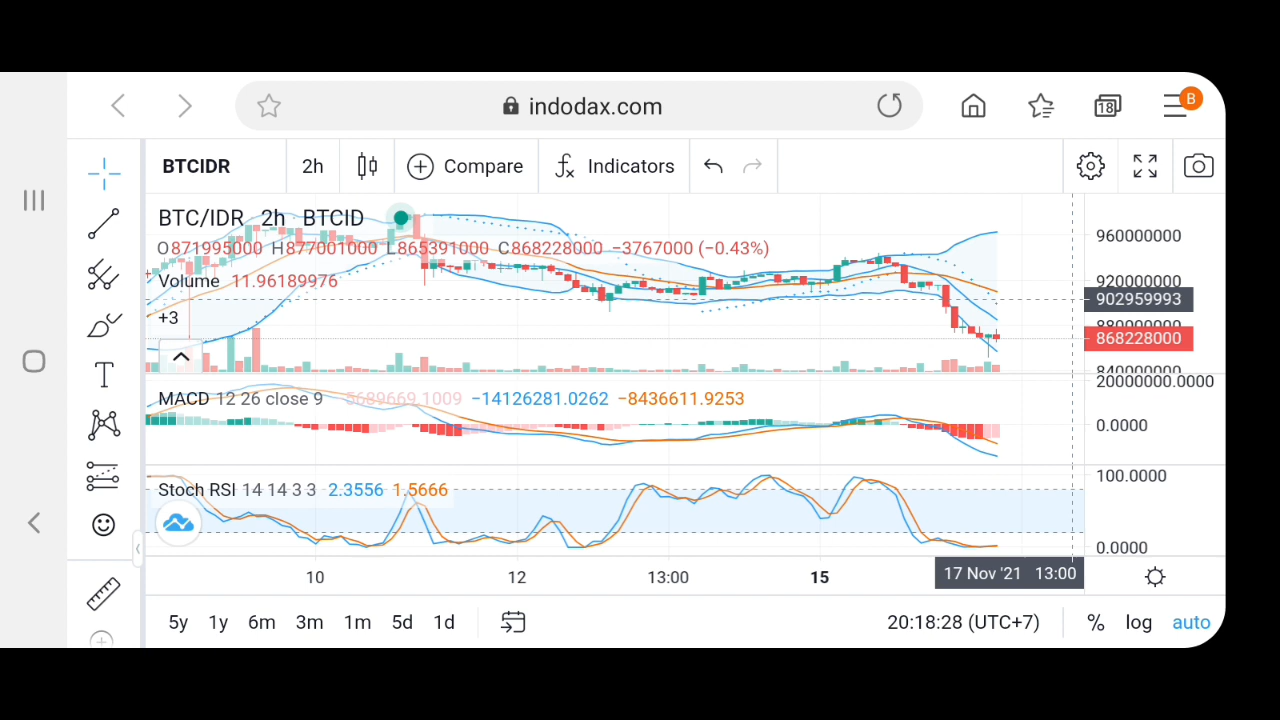 indodax.com
18
B
BTCIDR
2h
Compare
Indicators
BTC/IDR 2h BTCID
O871995000 H877001000 L865391000 C868228000 −3767000 (−0.43%)
Volume 11.96189976
+3
960000000
920000000
902959993
880000000
868228000
840000000
MACD 12 26 close 9 −5689669.1009 −14126281.0262 −8436611.9253
20000000.0000
0.0000
Stoch RSI 14 14 3 3 2.3556 1.5666
100.0000
0.0000
10
12
13:00
15
17 Nov '21 13:00
5y 1y 6m 3m 1m 5d 1d
20:18:28 (UTC+7)
% log auto